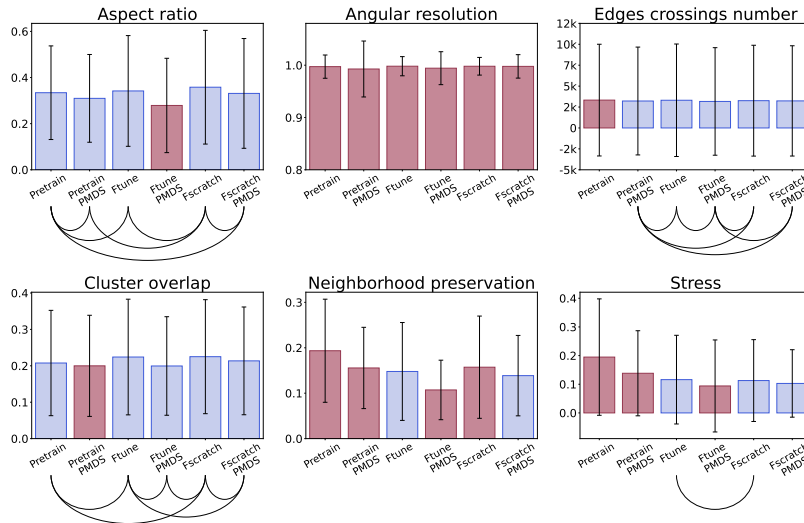 Aspect ratio
0.6
0.4
0.2
0.0
Pretrain
Pretrain
PMDS
Ftune
Ftune
PMDS
Fscratch
Fscratch
PMDS
Angular resolution
1.0
0.9
0.8
Pretrain
Pretrain
PMDS
Ftune
Ftune
PMDS
Fscratch
Fscratch
PMDS
Edges crossings number
12k
10k
7k
5k
2k
0
-2k
-5k
Pretrain
Pretrain
PMDS
Ftune
Ftune
PMDS
Fscratch
Fscratch
PMDS
Cluster overlap
0.4
0.3
0.2
0.1
0.0
Pretrain
Pretrain
PMDS
Ftune
Ftune
PMDS
Fscratch
Fscratch
PMDS
Neighborhood preservation
0.3
0.2
0.1
0.0
Pretrain
Pretrain
PMDS
Ftune
Ftune
PMDS
Fscratch
Fscratch
PMDS
Stress
0.4
0.3
0.2
0.1
0.0
Pretrain
Pretrain
PMDS
Ftune
Ftune
PMDS
Fscratch
Fscratch
PMDS